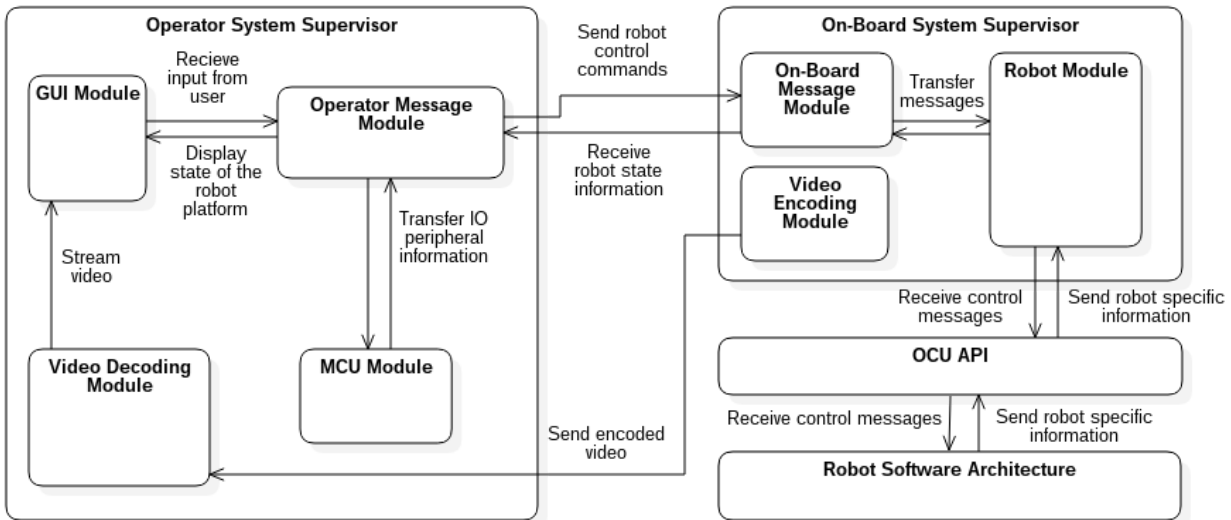 Operator System Supervisor
GUI Module
Recieve
input from
user
Operator Message
Module
Display
state of the
robot
platform
Stream
video
Transfer IO
peripheral
information
Video Decoding
Module
MCU Module
Send robot
control
commands
Receive
robot state
information
Send encoded
video
On-Board System Supervisor
On-Board
Message
Module
Transfer
messages
Robot Module
Video
Encoding
Module
Receive control
messages
Send robot specific
information
OCU API
Receive control messages
Send robot specific
information
Robot Software Architecture